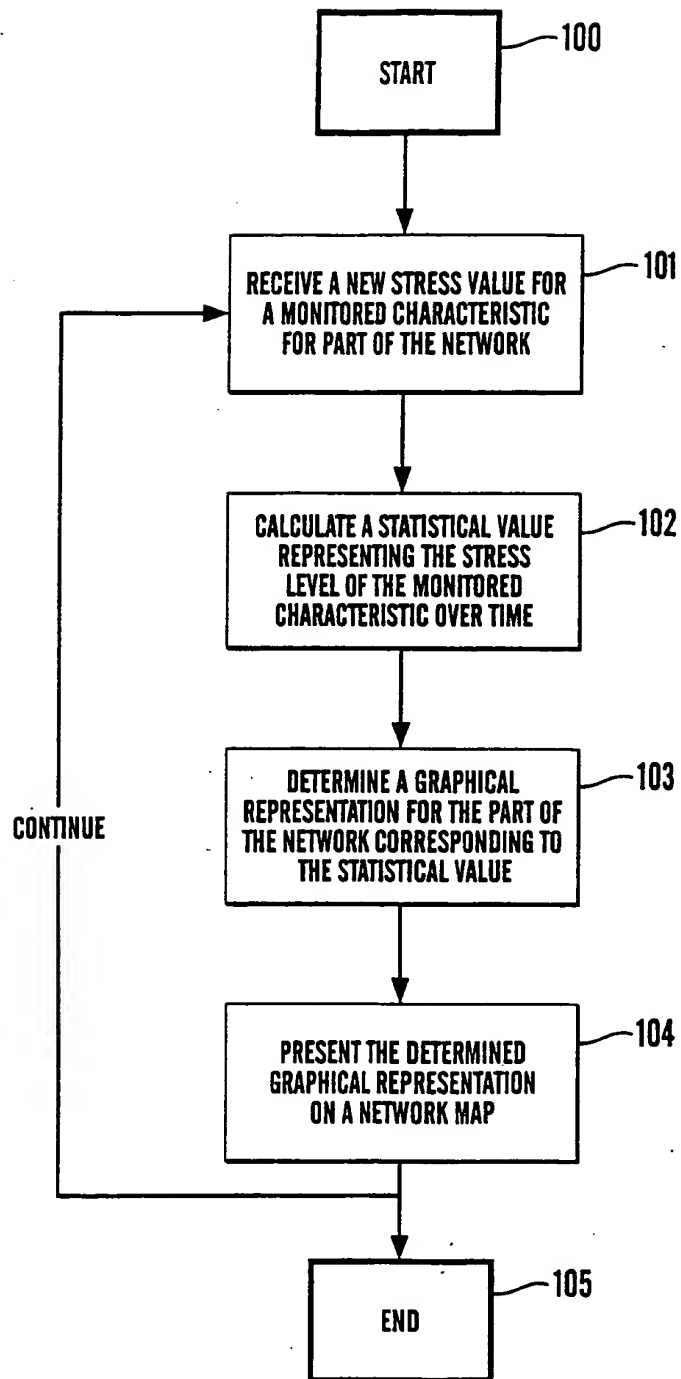 START
100
RECEIVE A NEW STRESS VALUE FOR
A MONITORED CHARACTERISTIC
FOR PART OF THE NETWORK
101
CALCULATE A STATISTICAL VALUE
REPRESENTING THE STRESS
LEVEL OF THE MONITORED
CHARACTERISTIC OVER TIME
102
DETERMINE A GRAPHICAL
REPRESENTATION FOR THE PART OF
THE NETWORK CORRESPONDING TO
THE STATISTICAL VALUE
103
CONTINUE
PRESENT THE DETERMINED
GRAPHICAL REPRESENTATION
ON A NETWORK MAP
104
END
105